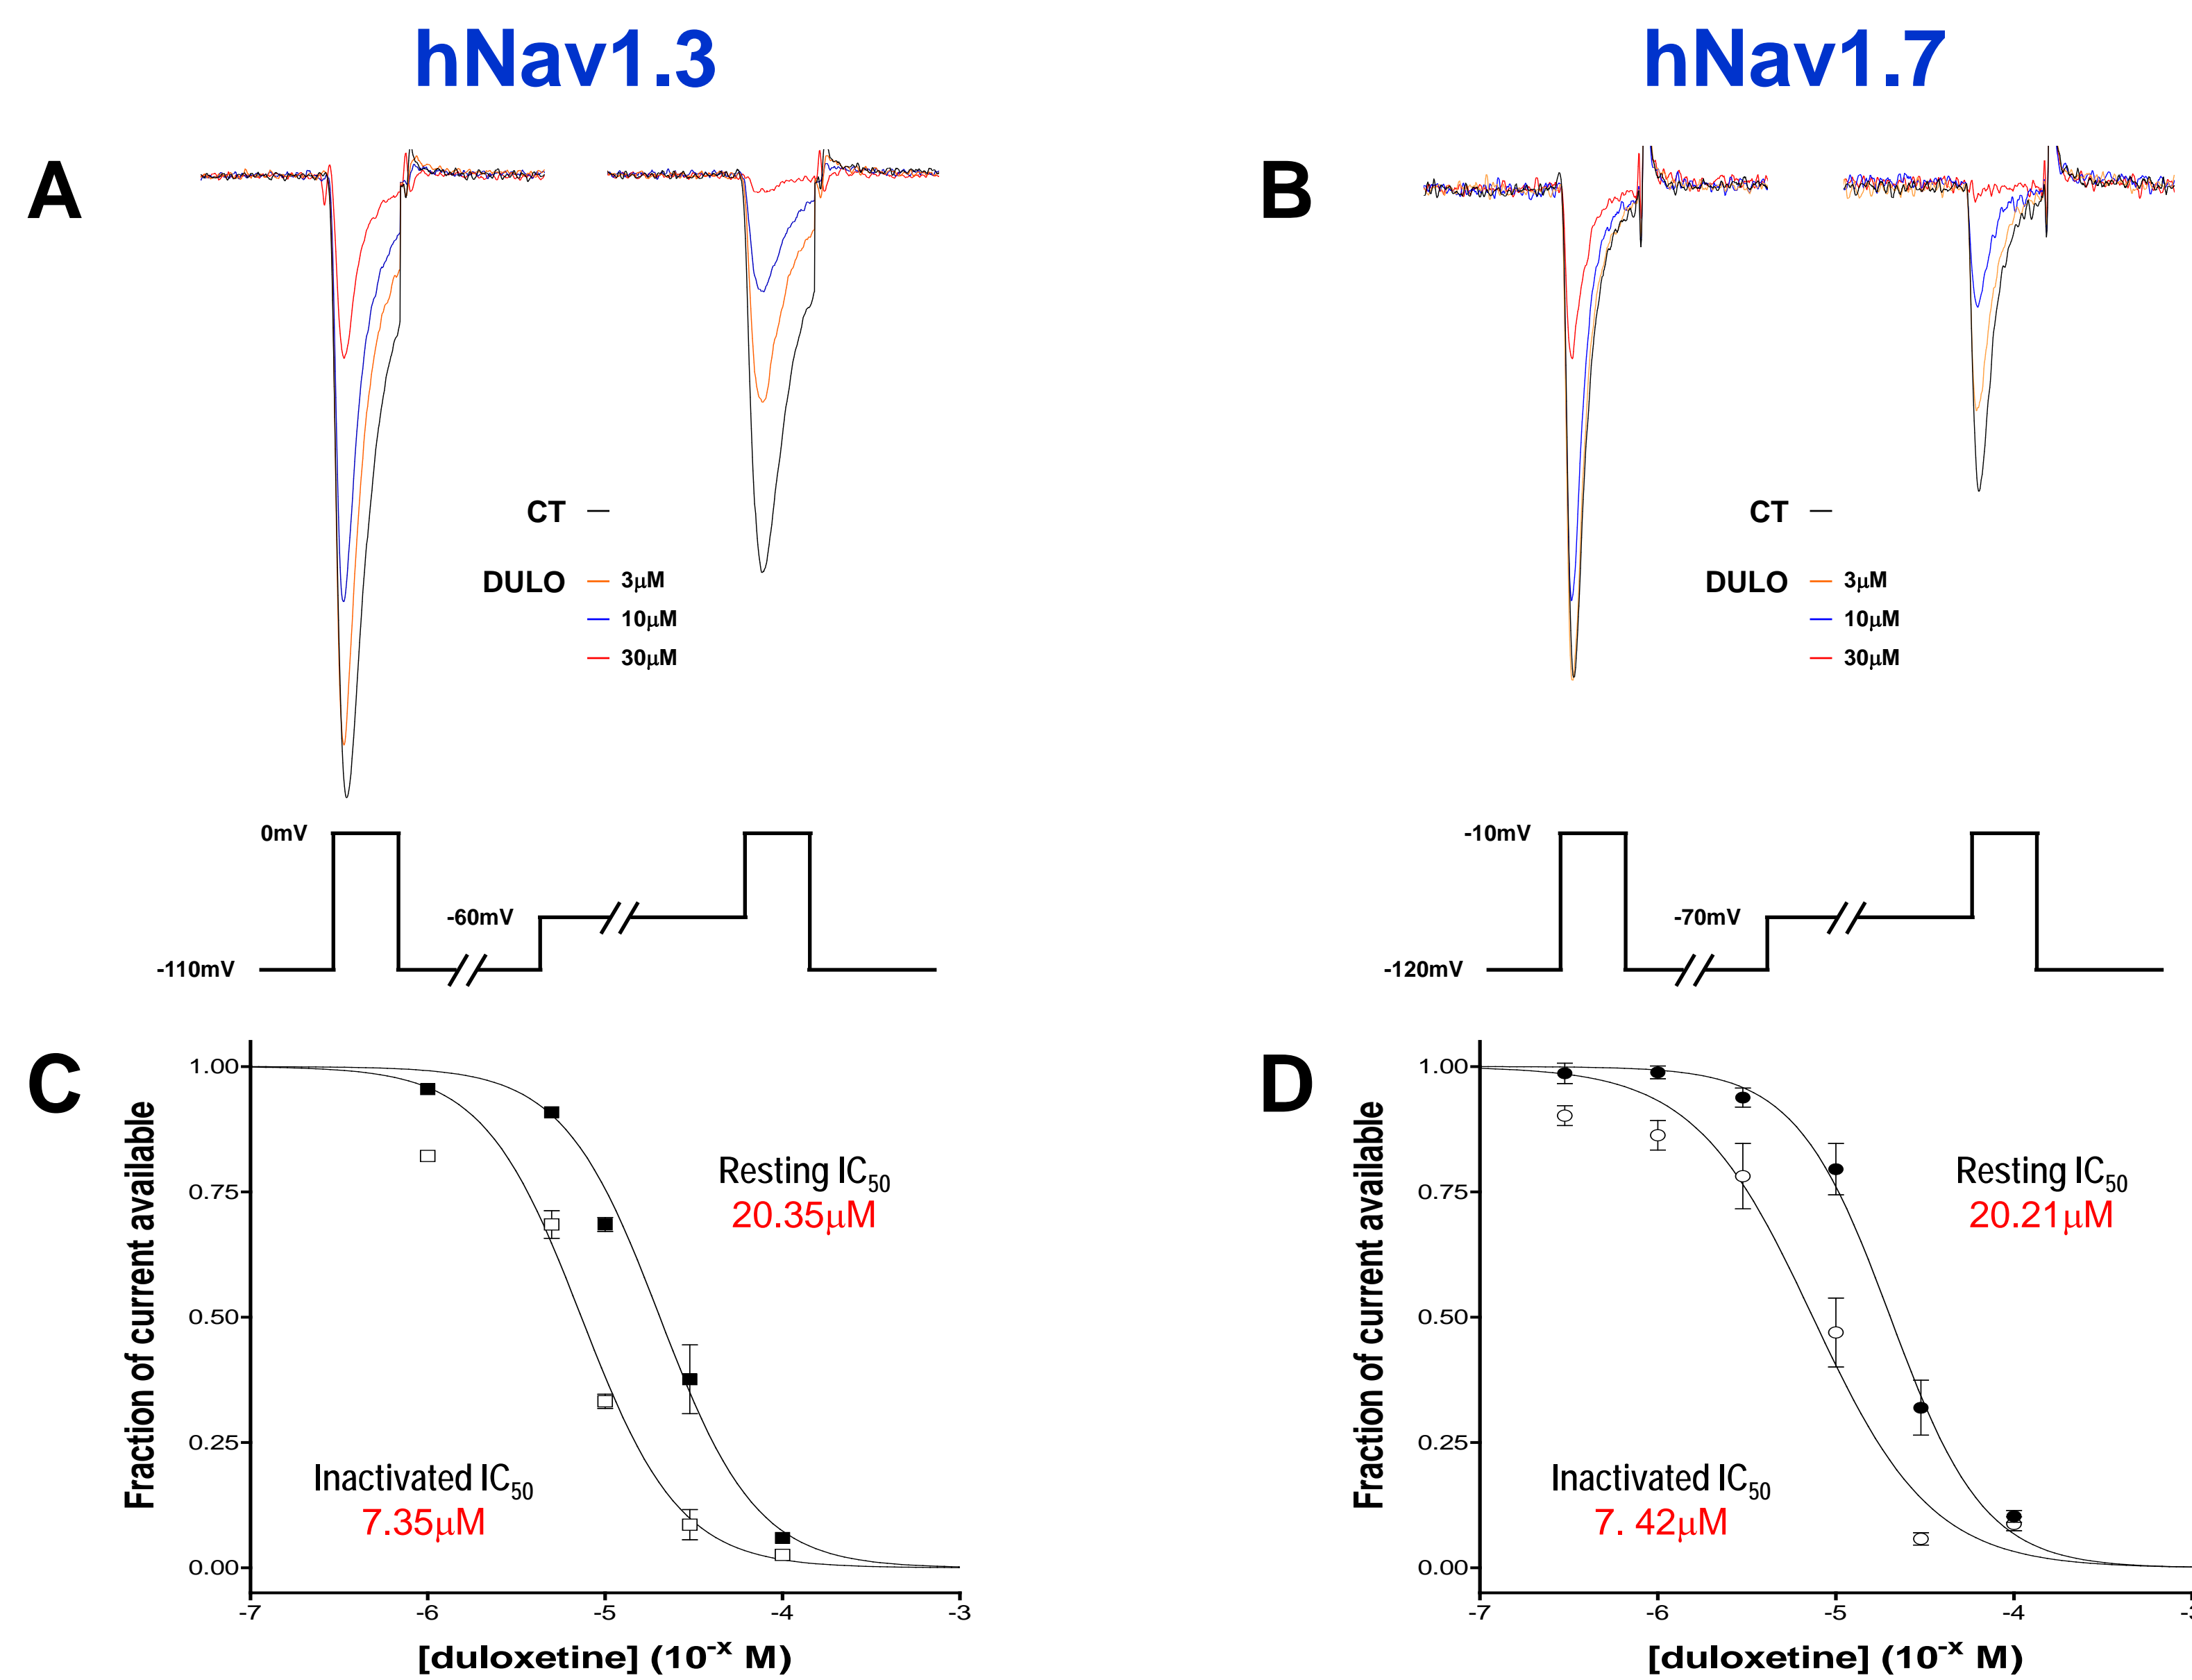 hNav1.3
hNav1.7
A
CT
DULO
3μM
10μM
30μM
0mV
-60mV
-110mV
B
CT
DULO
3μM
10μM
30μM
-10mV
-70mV
-120mV
C
Fraction of current available
1.00
0.75
0.50
0.25
0.00
Resting IC50
20.35μM
Inactivated IC50
7.35μM
-7 -6 -5 -4 -3
[duloxetine] (10-x M)
D
Fraction of current available
1.00
0.75
0.50
0.25
0.00
Resting IC50
20.21μM
Inactivated IC50
7. 42μM
-7 -6 -5 -4 -3
[duloxetine] (10-x M)